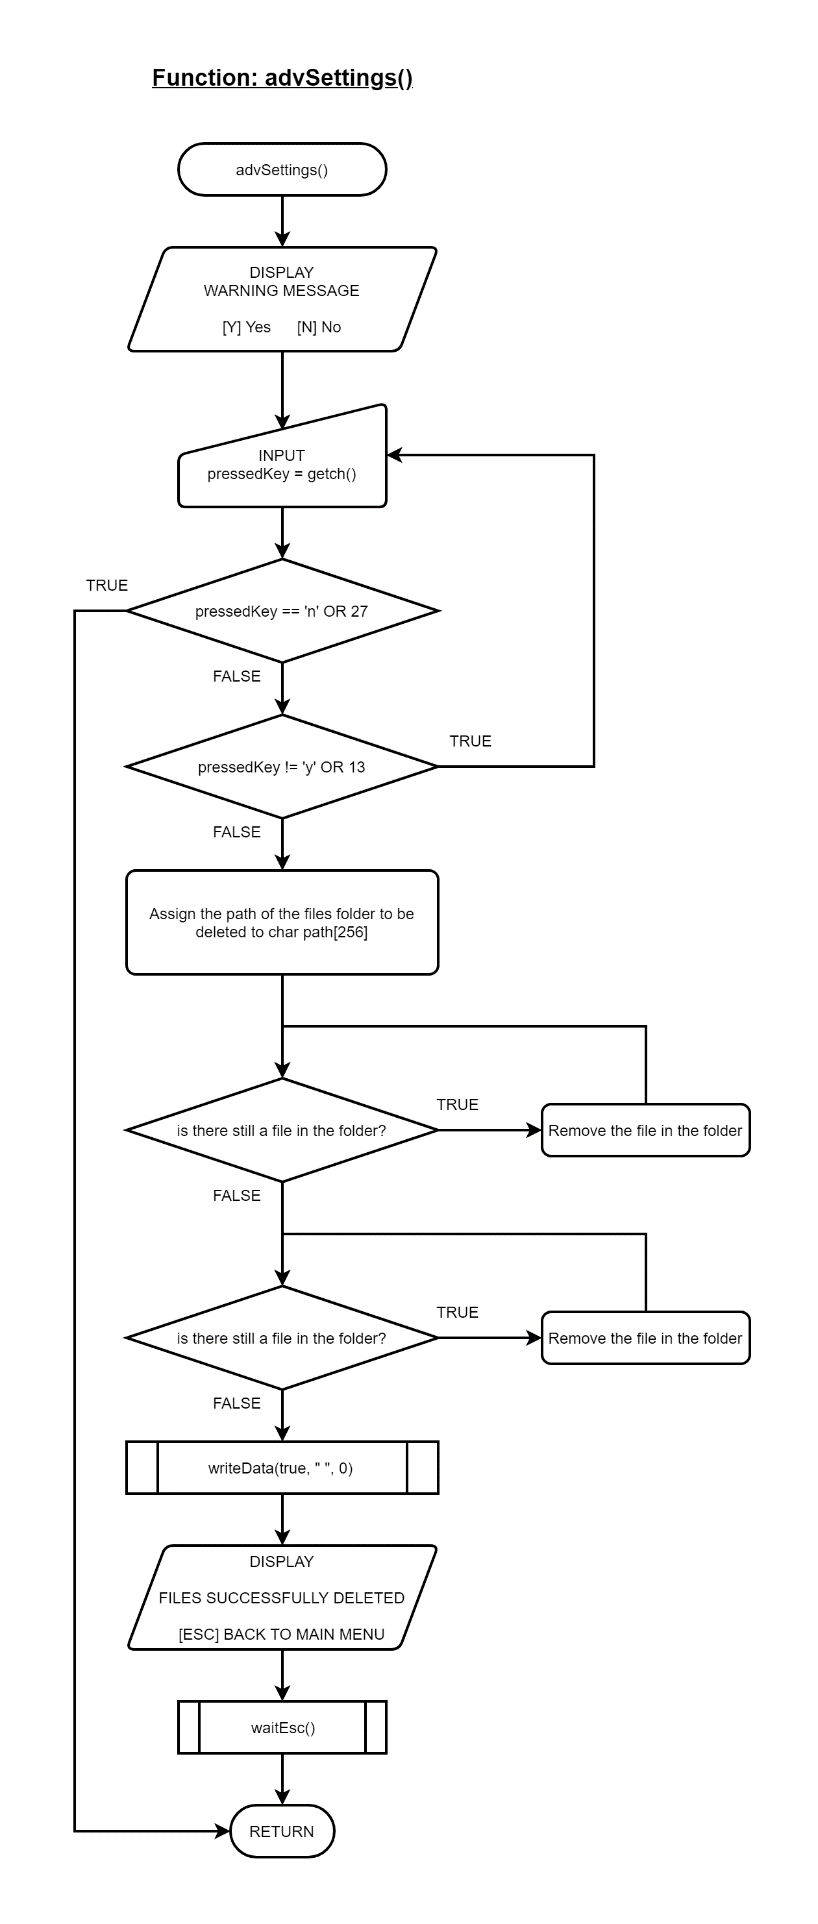 Function: advSettings()
advSettings()
DISPLAY
WARNING MESSAGE
[Y] Yes [N] No
INPUT
pressedKey = getch()
TRUE
pressedKey == 'n' OR 27
FALSE
TRUE
pressedKey != 'y' OR 13
FALSE
Assign the path of the files folder to be
deleted to char path[256]
TRUE
is there still a file in the folder?
Remove the file in the folder
FALSE
TRUE
is there still a file in the folder?
Remove the file in the folder
FALSE
writeData(true, " ", 0)
DISPLAY
FILES SUCCESSFULLY DELETED
[ESC] BACK TO MAIN MENU
waitEsc()
RETURN